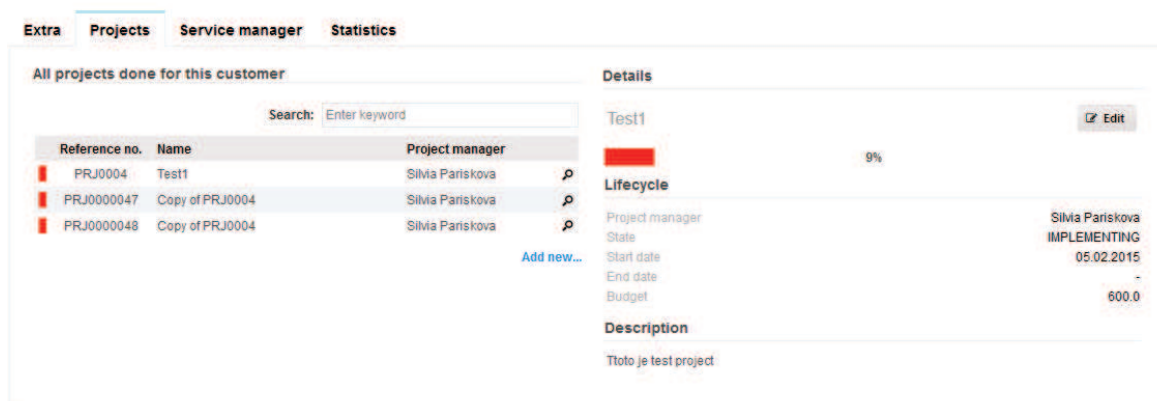 Extra Projects Service manager Statistics
All projects done for this customer
Search: Enter keyword
Reference no. Name Project manager
PRJ0004 Test1 Silvia Pariskova
PRJ0000047 Copy of PRJ0004 Silvia Pariskova
PRJ0000048 Copy of PRJ0004 Silvia Pariskova
Add new...
Details
Test1 Edit
9%
Lifecycle
Project manager Silvia Pariskova
State IMPLEMENTING
Start date 05.02.2015
End date -
Budget 600.0
Description
Ttoto je test project